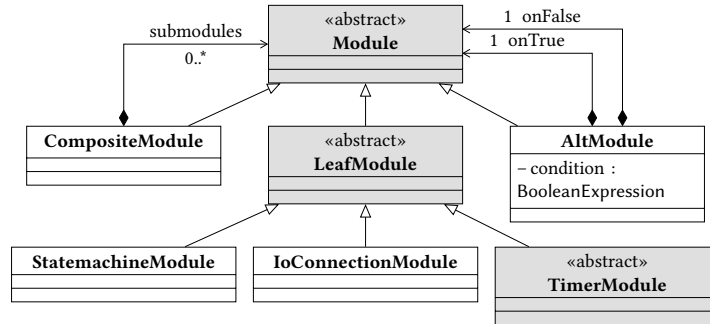 «abstract»
Module
submodules
0..*
1 onFalse
1 onTrue
CompositeModule
«abstract»
LeafModule
AltModule
– condition :
BooleanExpression
StatemachineModule
IoConnectionModule
«abstract»
TimerModule